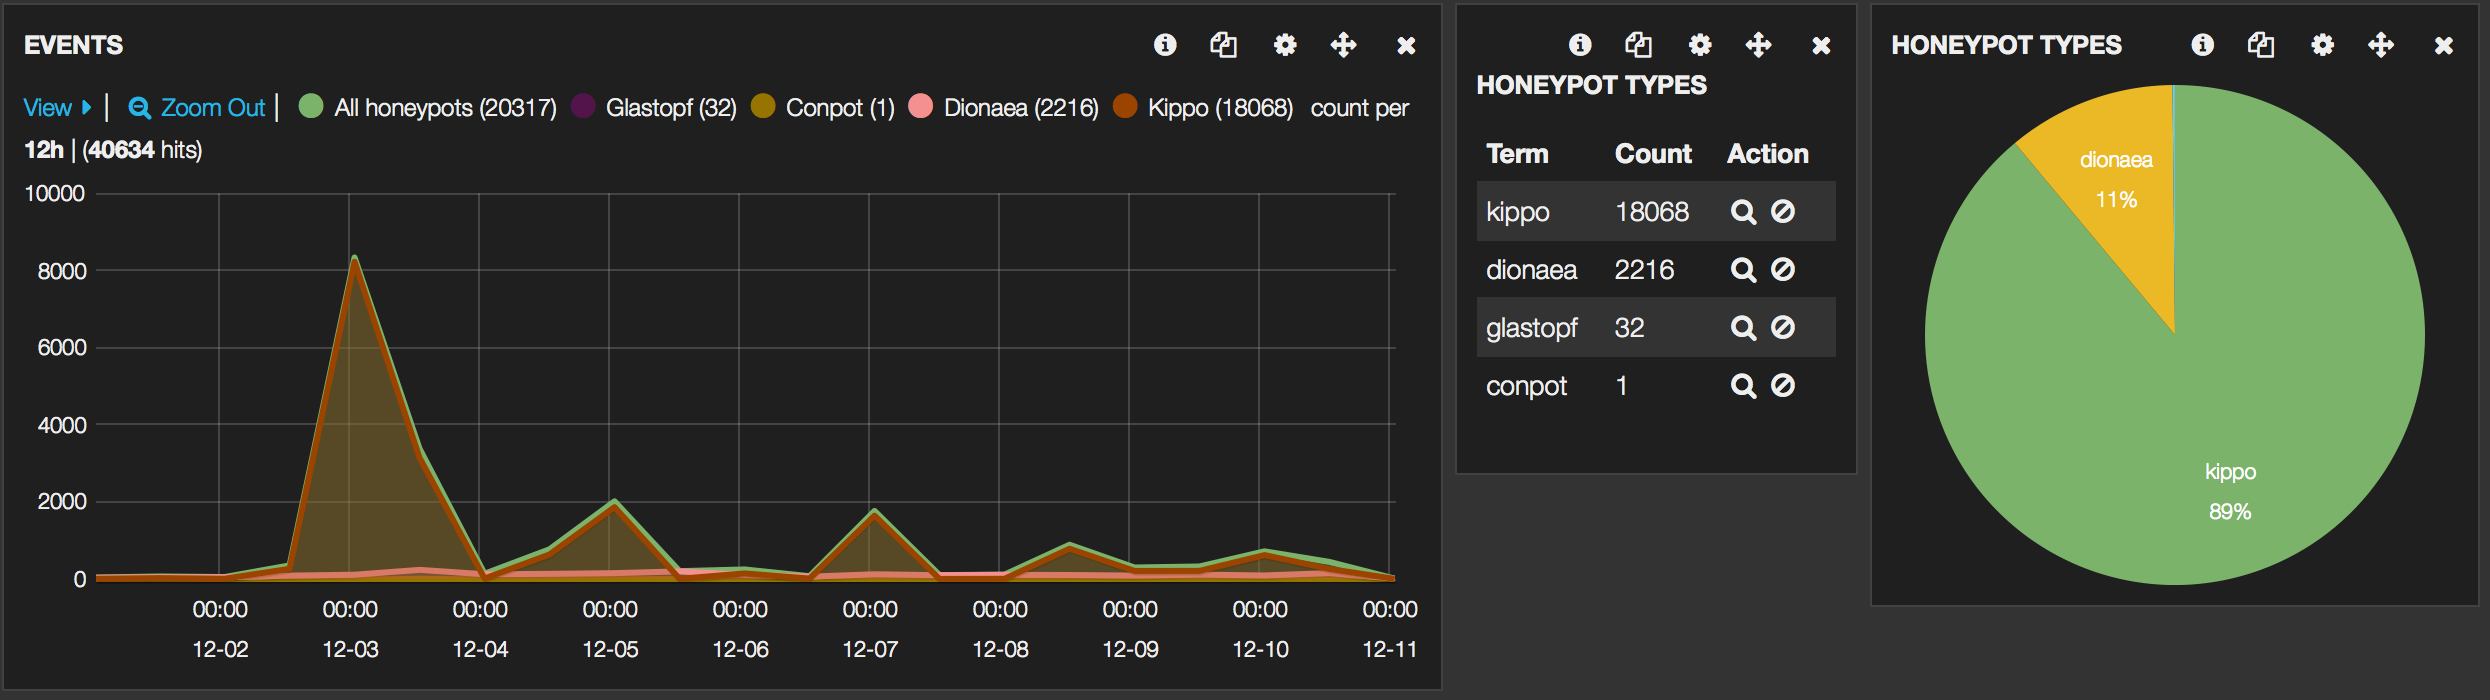 EVENTS
View | Zoom Out | All honeypots (20317) Glastopf (32) Conpot (1) Dionaea (2216) Kippo (18068) count per
12h | (40634 hits)
10000
8000
6000
4000
2000
0
00:00 00:00 00:00 00:00 00:00 00:00 00:00 00:00 00:00 00:00
12-02 12-03 12-04 12-05 12-06 12-07 12-08 12-09 12-10 12-11
HONEYPOT TYPES
Term Count Action
kippo 18068
dionaea 2216
glastopf 32
conpot 1
HONEYPOT TYPES
dionaea
11%
kippo
89%